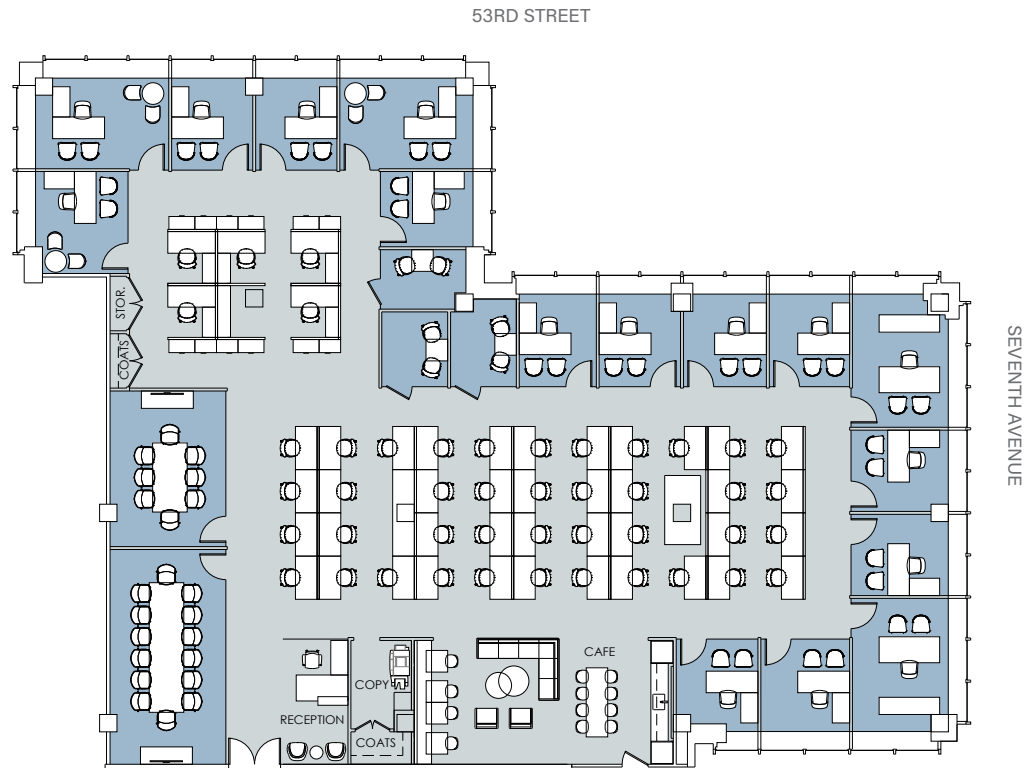 53RD STREET
STOR.
COATS
SEVENTH AVENUE
CAFE
COPY
RECEPTION
COATS